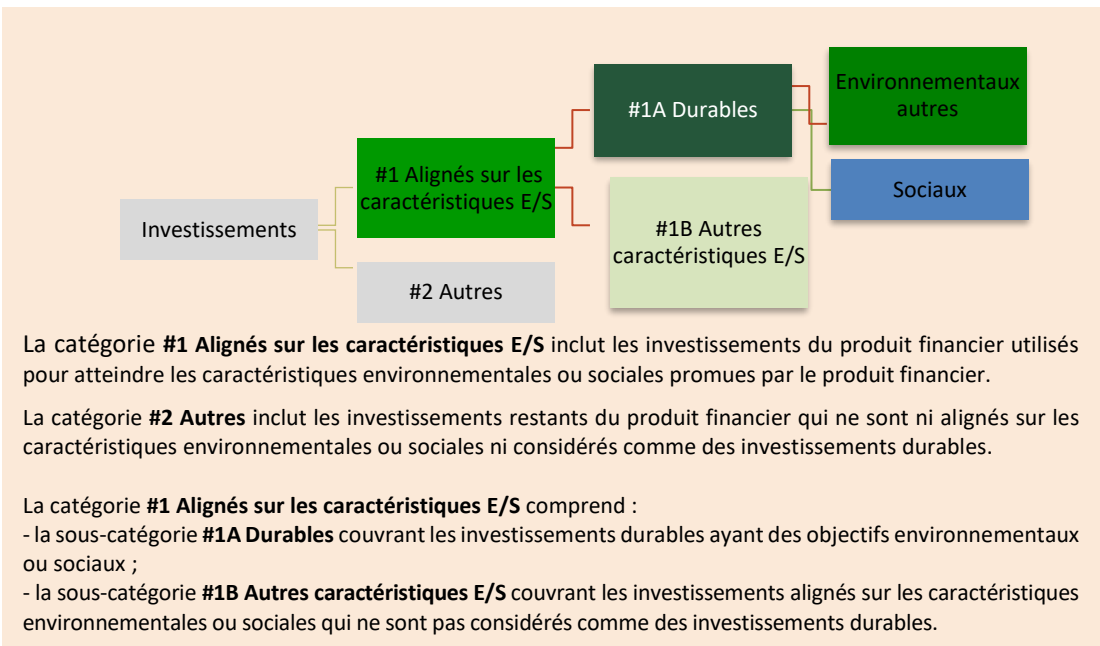 Environnementaux
autres
#1A Durables
#1 Alignés sur les
caractéristiques E/S
Sociaux
Investissements
#1B Autres
caractéristiques E/S
#2 Autres
La catégorie #1 Alignés sur les caractéristiques E/S inclut les investissements du produit financier utilisés
pour atteindre les caractéristiques environnementales ou sociales promues par le produit financier.
La catégorie #2 Autres inclut les investissements restants du produit financier qui ne sont ni alignés sur les
caractéristiques environnementales ou sociales ni considérés comme des investissements durables.
La catégorie #1 Alignés sur les caractéristiques E/S comprend :
- la sous-catégorie #1A Durables couvrant les investissements durables ayant des objectifs environnementaux
ou sociaux ;
- la sous-catégorie #1B Autres caractéristiques E/S couvrant les investissements alignés sur les caractéristiques
environnementales ou sociales qui ne sont pas considérés comme des investissements durables.